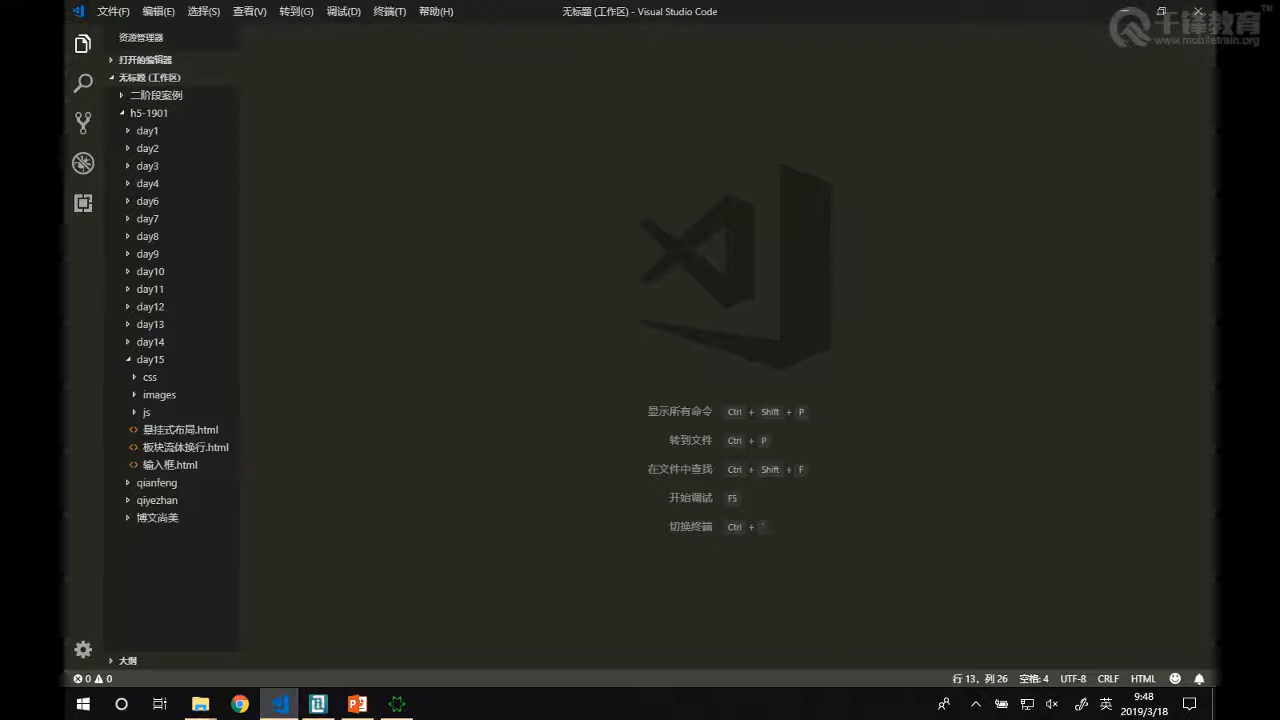 文件(F) 编辑(E) 选择(S) 查看(V) 转到(G) 调试(D) 终端(T) 帮助(H) 无标题 (工作区) - Visual Studio Code
千锋教育
www.mobiletrain.org
资源管理器
打开的编辑器
无标题 (工作区)
二阶段案例
h5-1901
day1
day2
day3
day4
day6
day7
day8
day9
day10
day11
day12
day13
day14
day15
css
images
js
悬挂式布局.html
板块流体换行.html
输入框.html
qianfeng
qiyezhan
博文尚美
显示所有命令 Ctrl + Shift + P
转到文件 Ctrl + P
在文件中查找 Ctrl + Shift + F
开始调试 F5
切换终端 Ctrl + `
大纲
0 0 行 13，列 26 空格: 4 UTF-8 CRLF HTML
英 9:48
2019/3/18